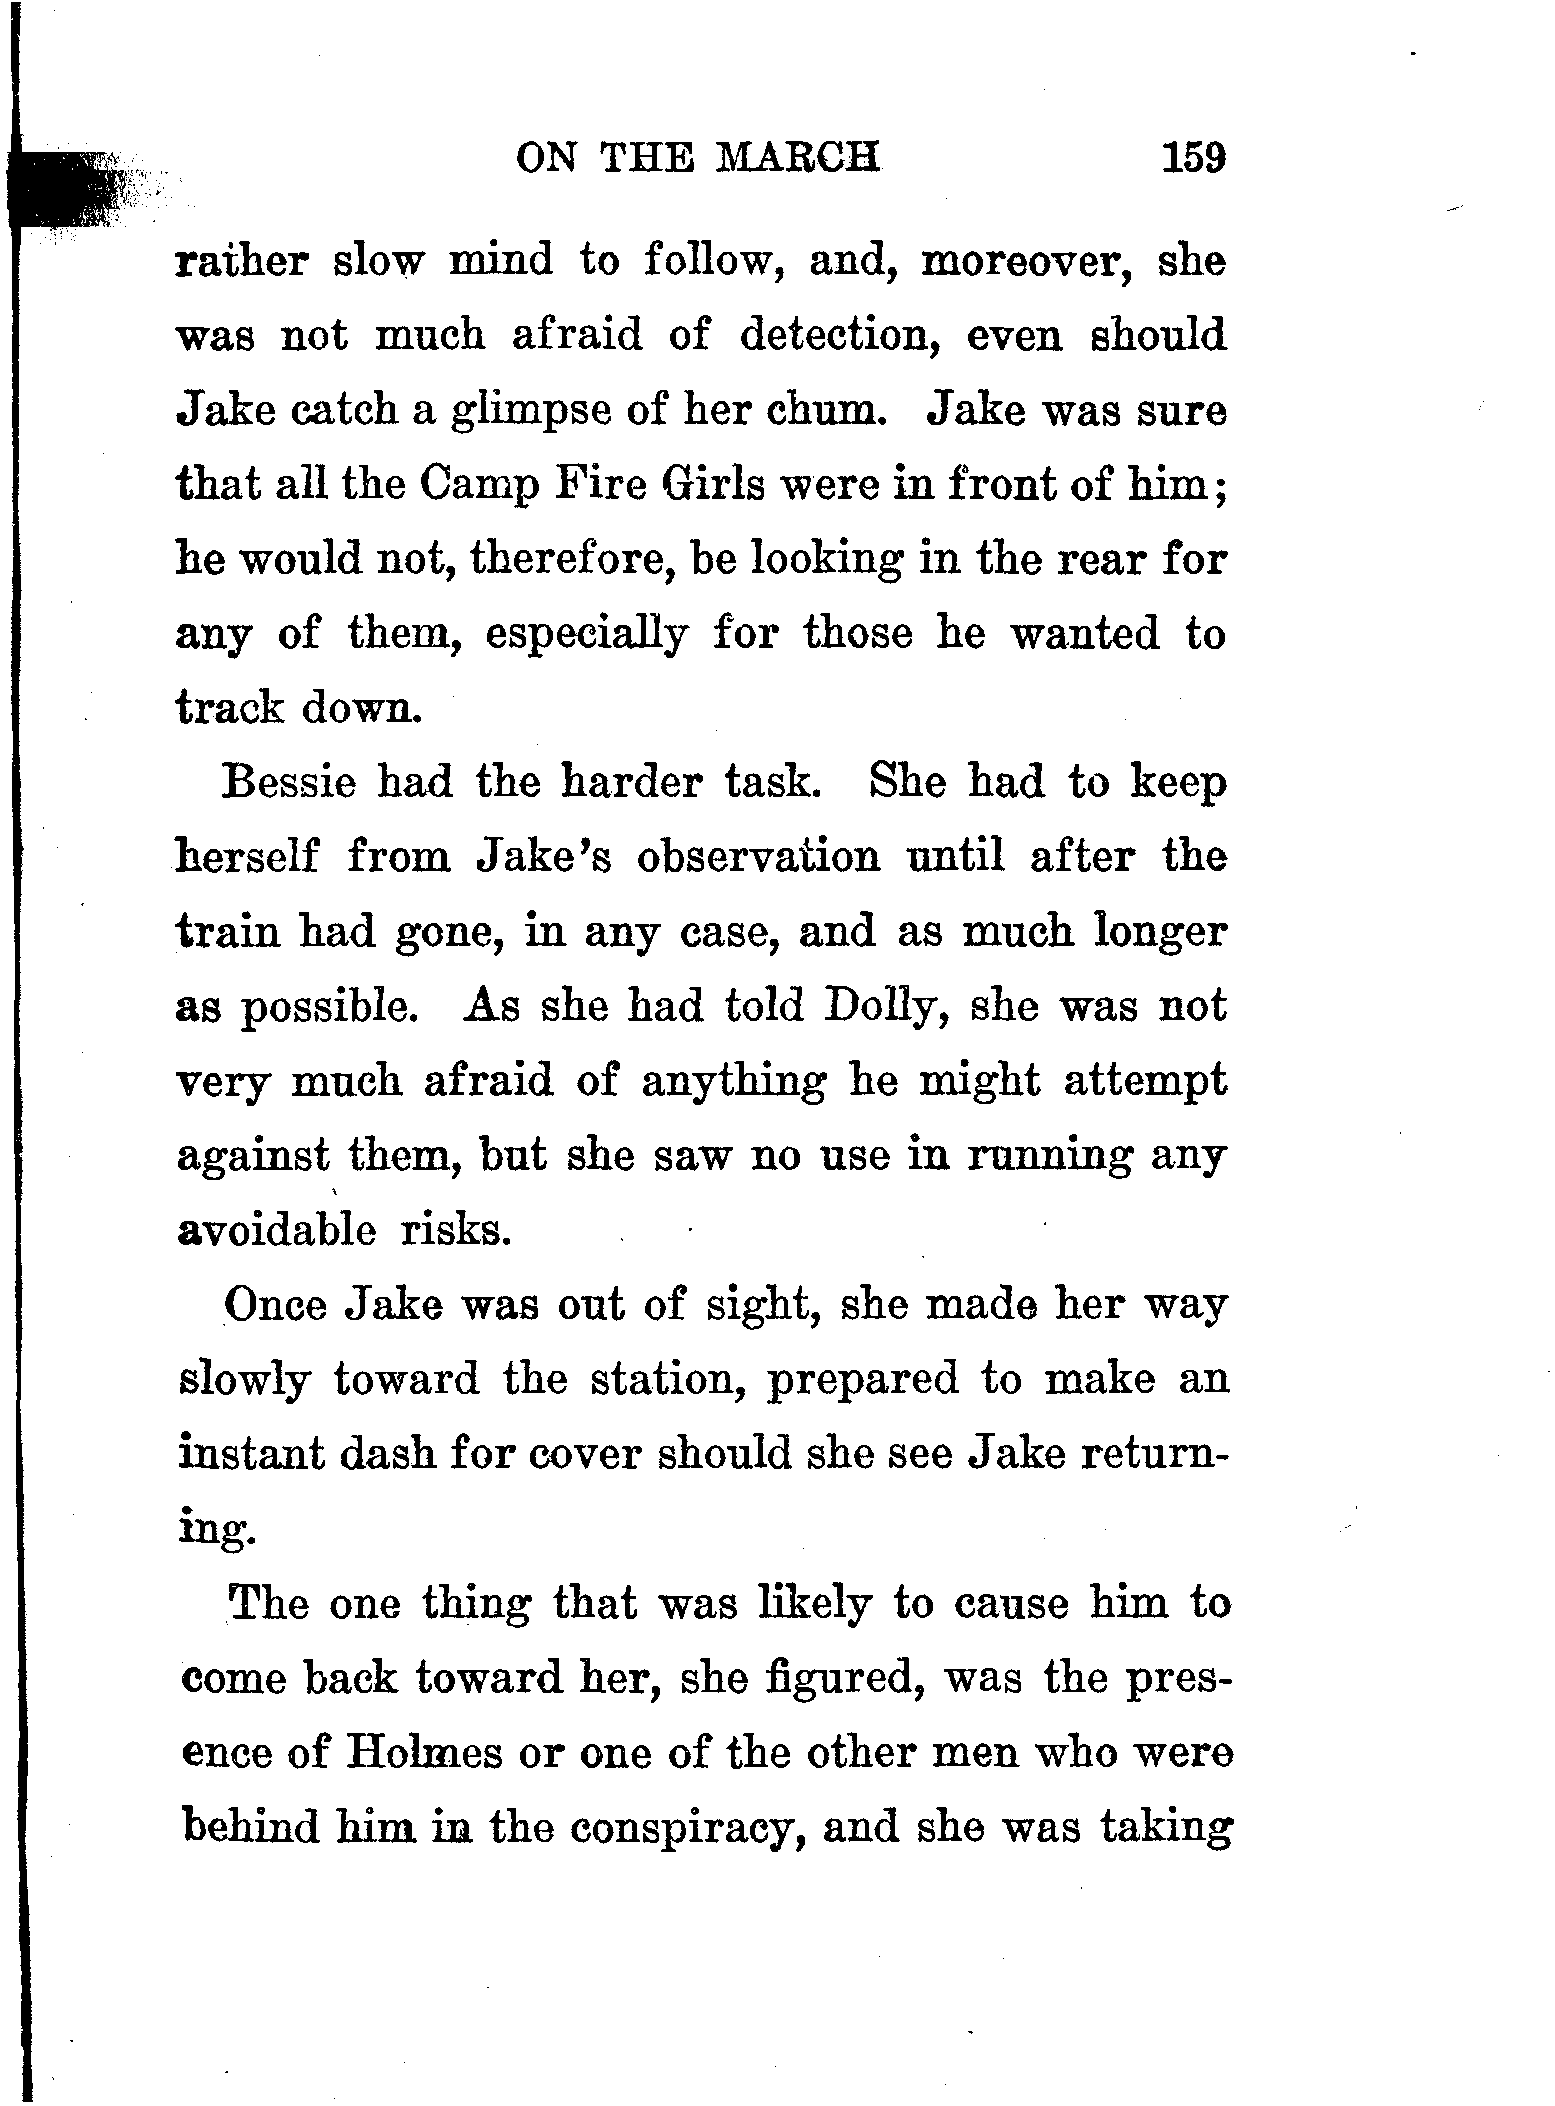 ON THE MARCH 159
rather slow mind to follow, and, moreover, she
was not much afraid of detection, even should
Jake catch a glimpse of her chum. Jake was sure
that all the Camp Fire Girls were in front of him;
he would not, therefore, be looking in the rear for
any of them, especially for those he wanted to
track down.
Bessie had the harder task. She had to keep
herself from Jake's observation until after the
train had gone, in any case, and as much longer
as possible. As she had told Dolly, she was not
very much afraid of anything he might attempt
against them, but she saw no use in running any
avoidable risks.
Once Jake was out of sight, she made her way
slowly toward the station, prepared to make an
instant dash for cover should she see Jake return-
ing.
The one thing that was likely to cause him to
come back toward her, she figured, was the pres-
ence of Holmes or one of the other men who were
behind him in the conspiracy, and she was taking